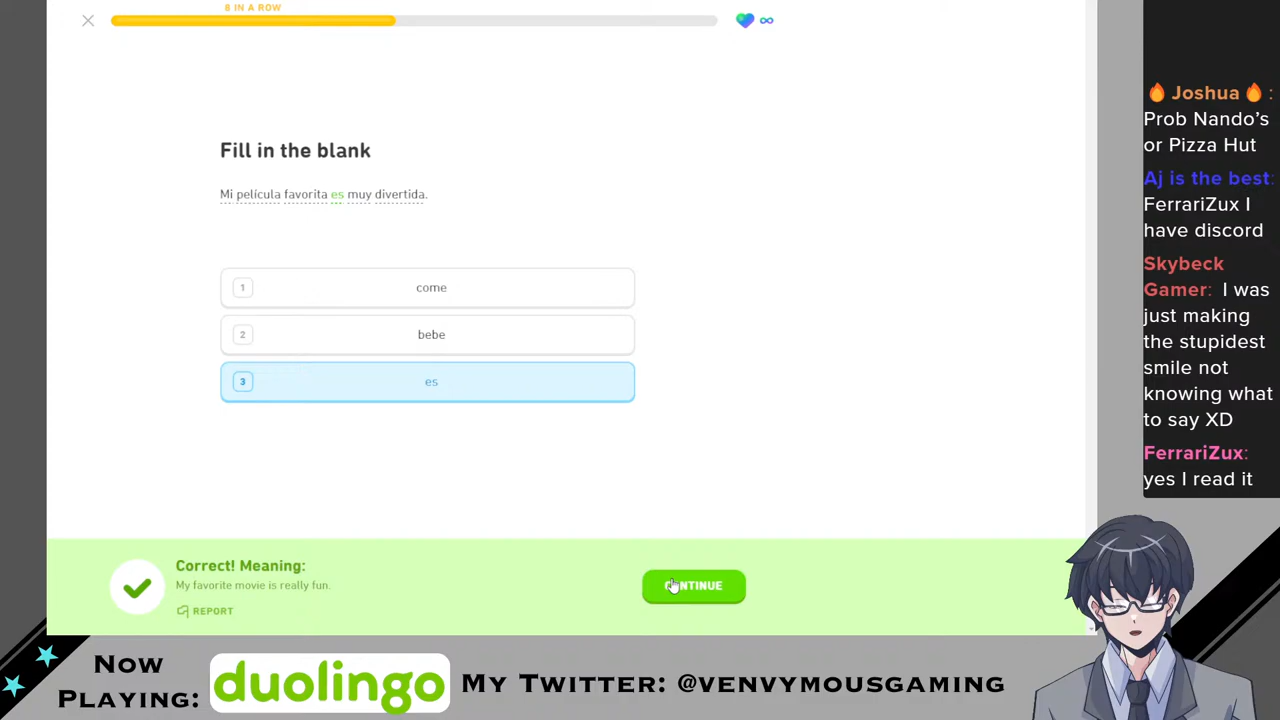 8 IN A ROW
Fill in the blank
Mi película favorita es muy divertida.
1 come
2 bebe
3 es
Correct! Meaning:
My favorite movie is really fun.
REPORT
CONTINUE
Joshua :
Prob Nando's
or Pizza Hut
Aj is the best:
FerrariZux I
have discord
Skybeck
Gamer: I was
just making
the stupidest
smile not
knowing what
to say XD
FerrariZux:
yes I read it
Now
Playing:
duolingo
My Twitter: @venvymousgaming